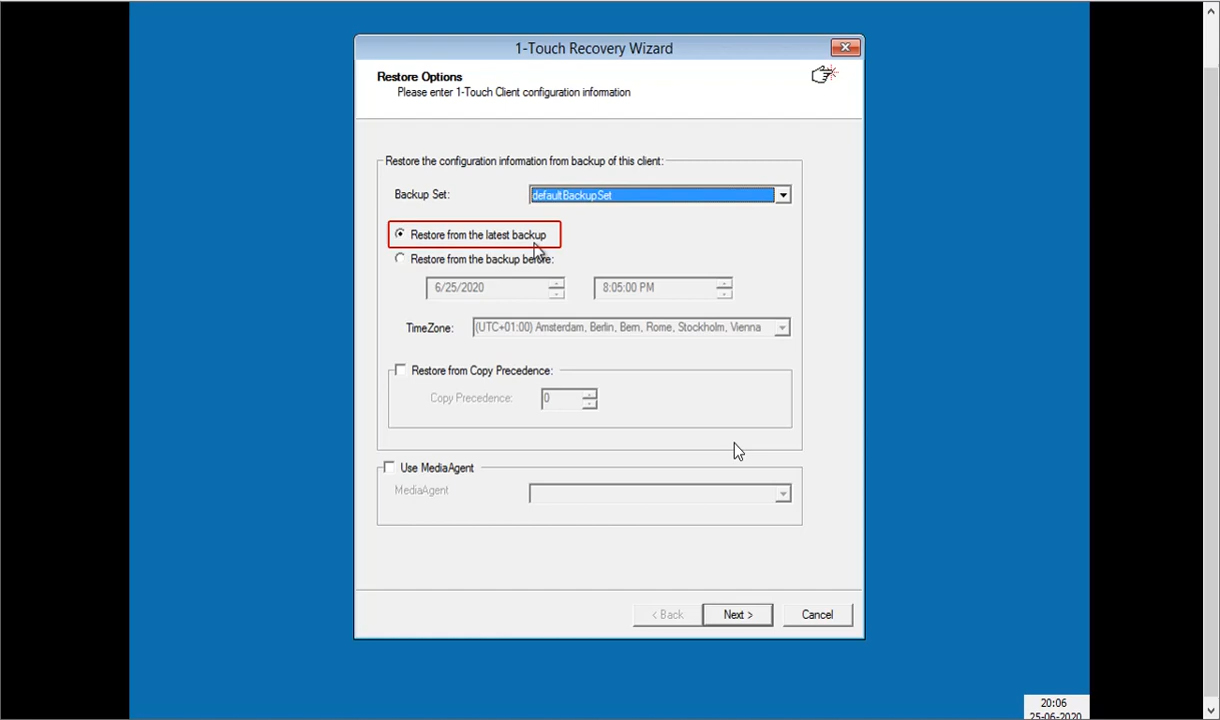 1-Touch Recovery Wizard
Restore Options
Please enter 1-Touch Client configuration information
Restore the configuration information from backup of this client:
Backup Set:
defaultBackupSet
Restore from the latest backup
Restore from the backup before:
6/25/2020
8:05:00 PM
TimeZone:
(UTC+01:00) Amsterdam, Berlin, Bern, Rome, Stockholm, Vienna
Restore from Copy Precedence:
Copy Precedence:
0
Use MediaAgent
MediaAgent
< Back
Next >
Cancel
20:06
25-06-2020